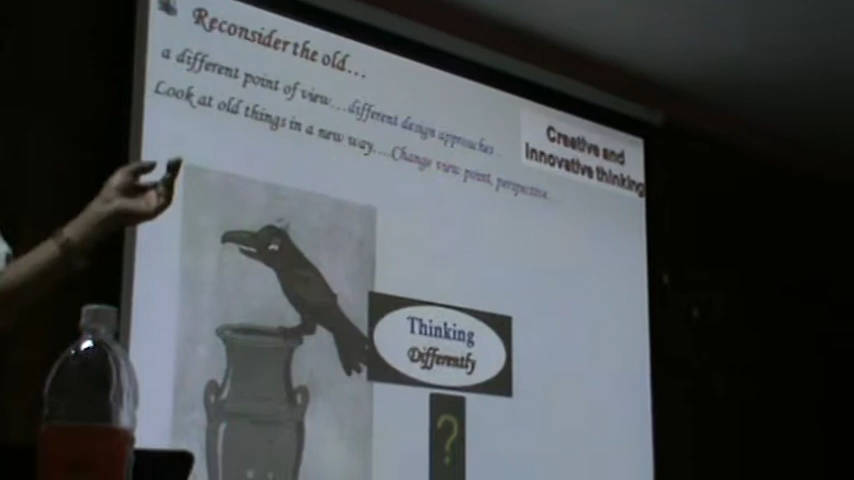 Reconsider the old...
a different point of view...different design approaches..
Look at old things in a new way....Change view point, perspective...
Creative and
innovative thinking
Thinking
Differently
?